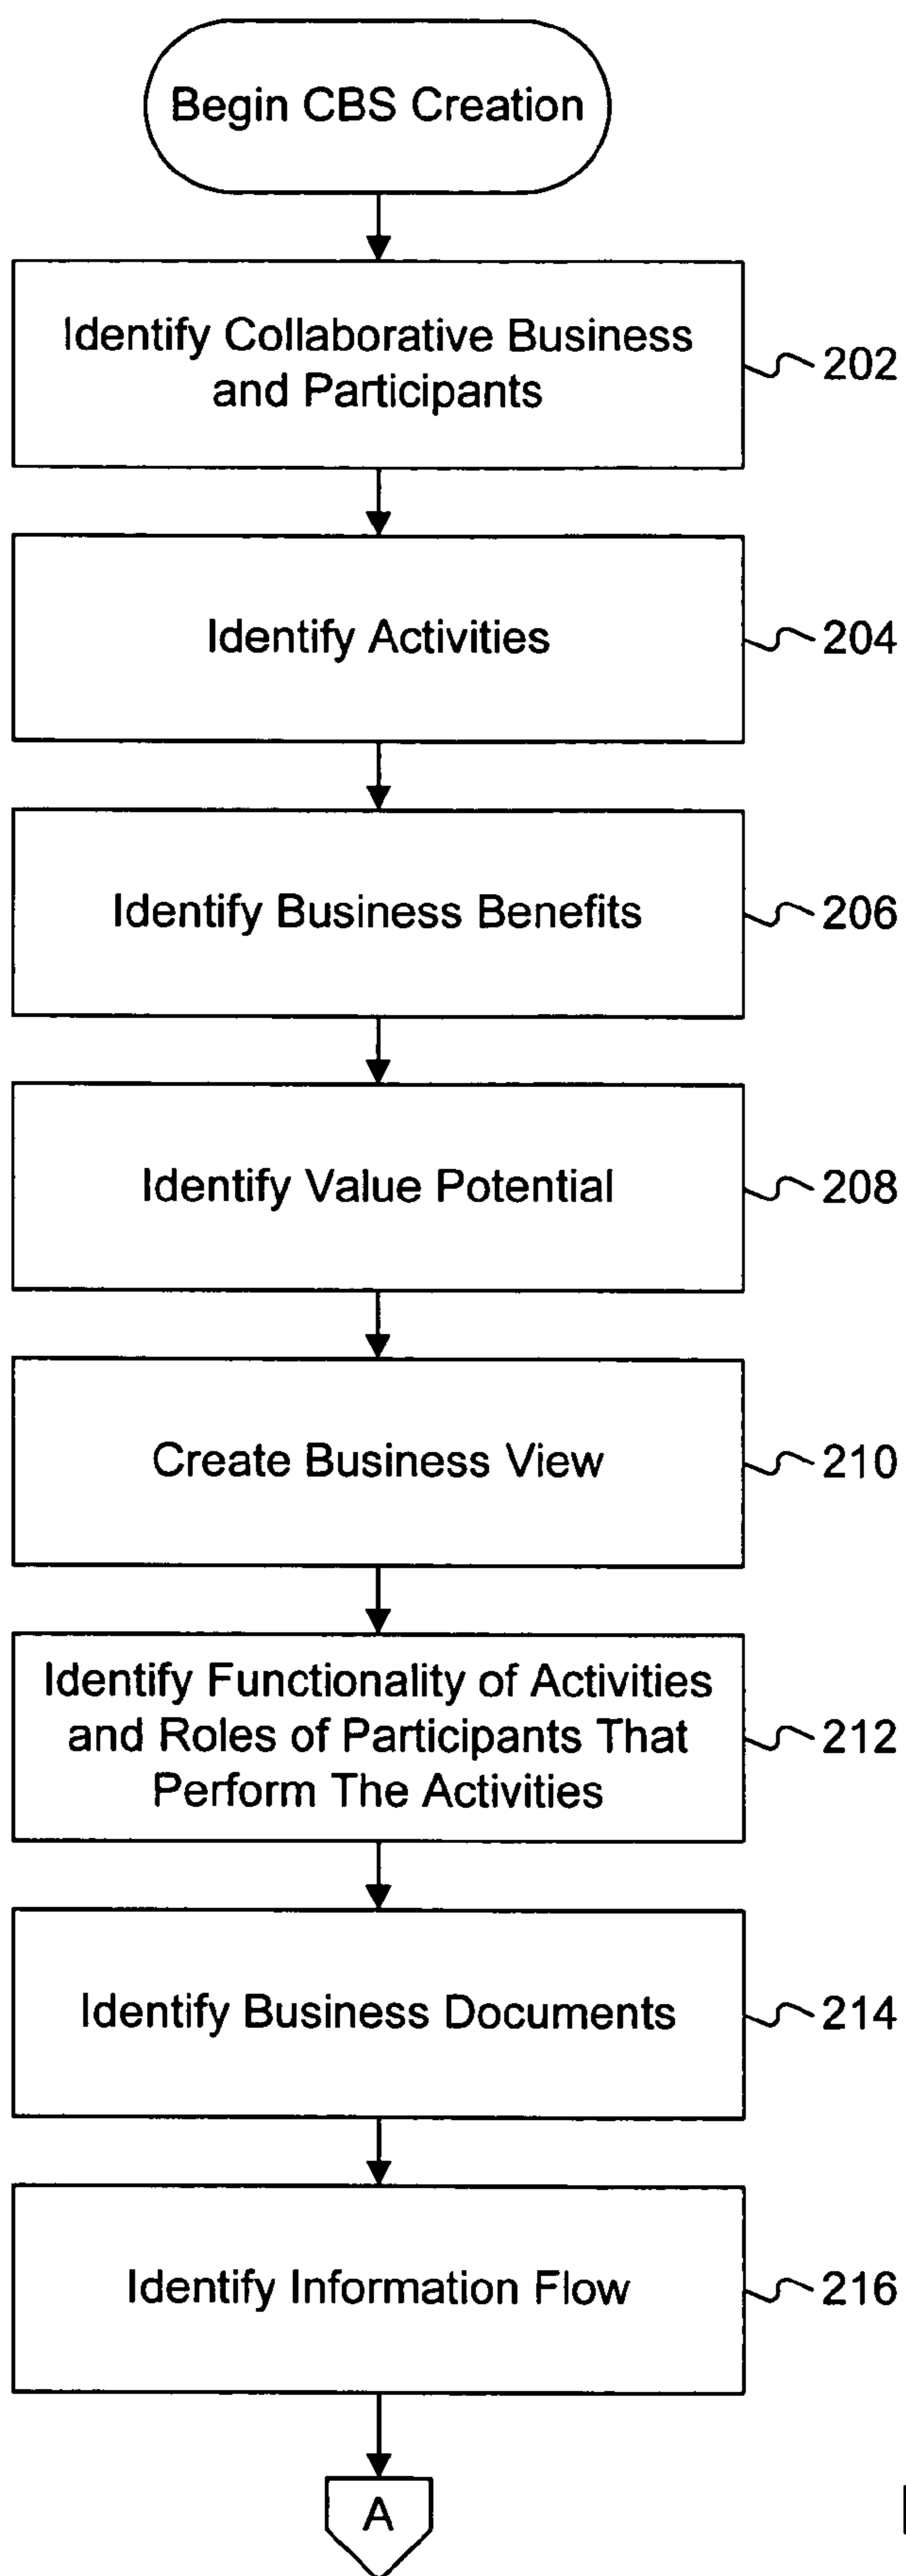 Begin CBS Creation
Identify Collaborative Business
and Participants
202
Identify Activities
204
Identify Business Benefits
206
Identify Value Potential
208
Create Business View
210
Identify Functionality of Activities
and Roles of Participants That
Perform The Activities
212
Identify Business Documents
214
Identify Information Flow
216
A